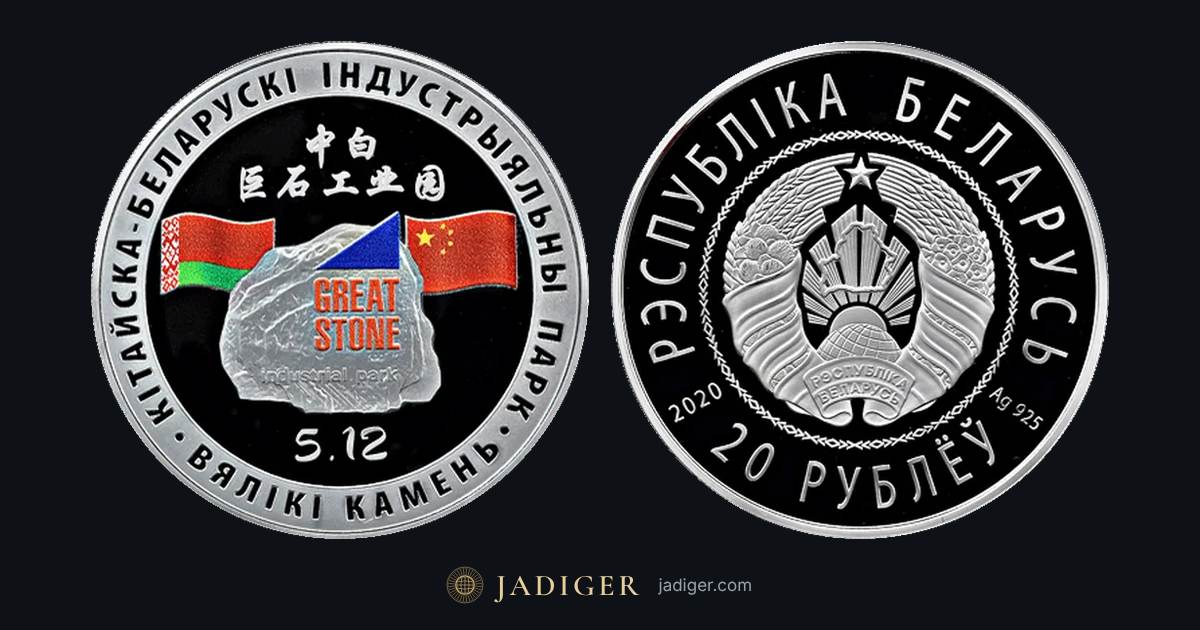 КІТАЙСКА-БЕЛАРУСКІ ІНДУСТРЫЯЛЬНЫ ПАРК
· ВЯЛІКІ КАМЕНЬ ·
中白
巨石工业园
GREAT
STONE
industrial park
5.12
РЭСПУБЛІКА БЕЛАРУСЬ
РЭСПУБЛІКА
БЕЛАРУСЬ
2020
Ag 925
20 РУБЛЁЎ
JADIGER
jadiger.com